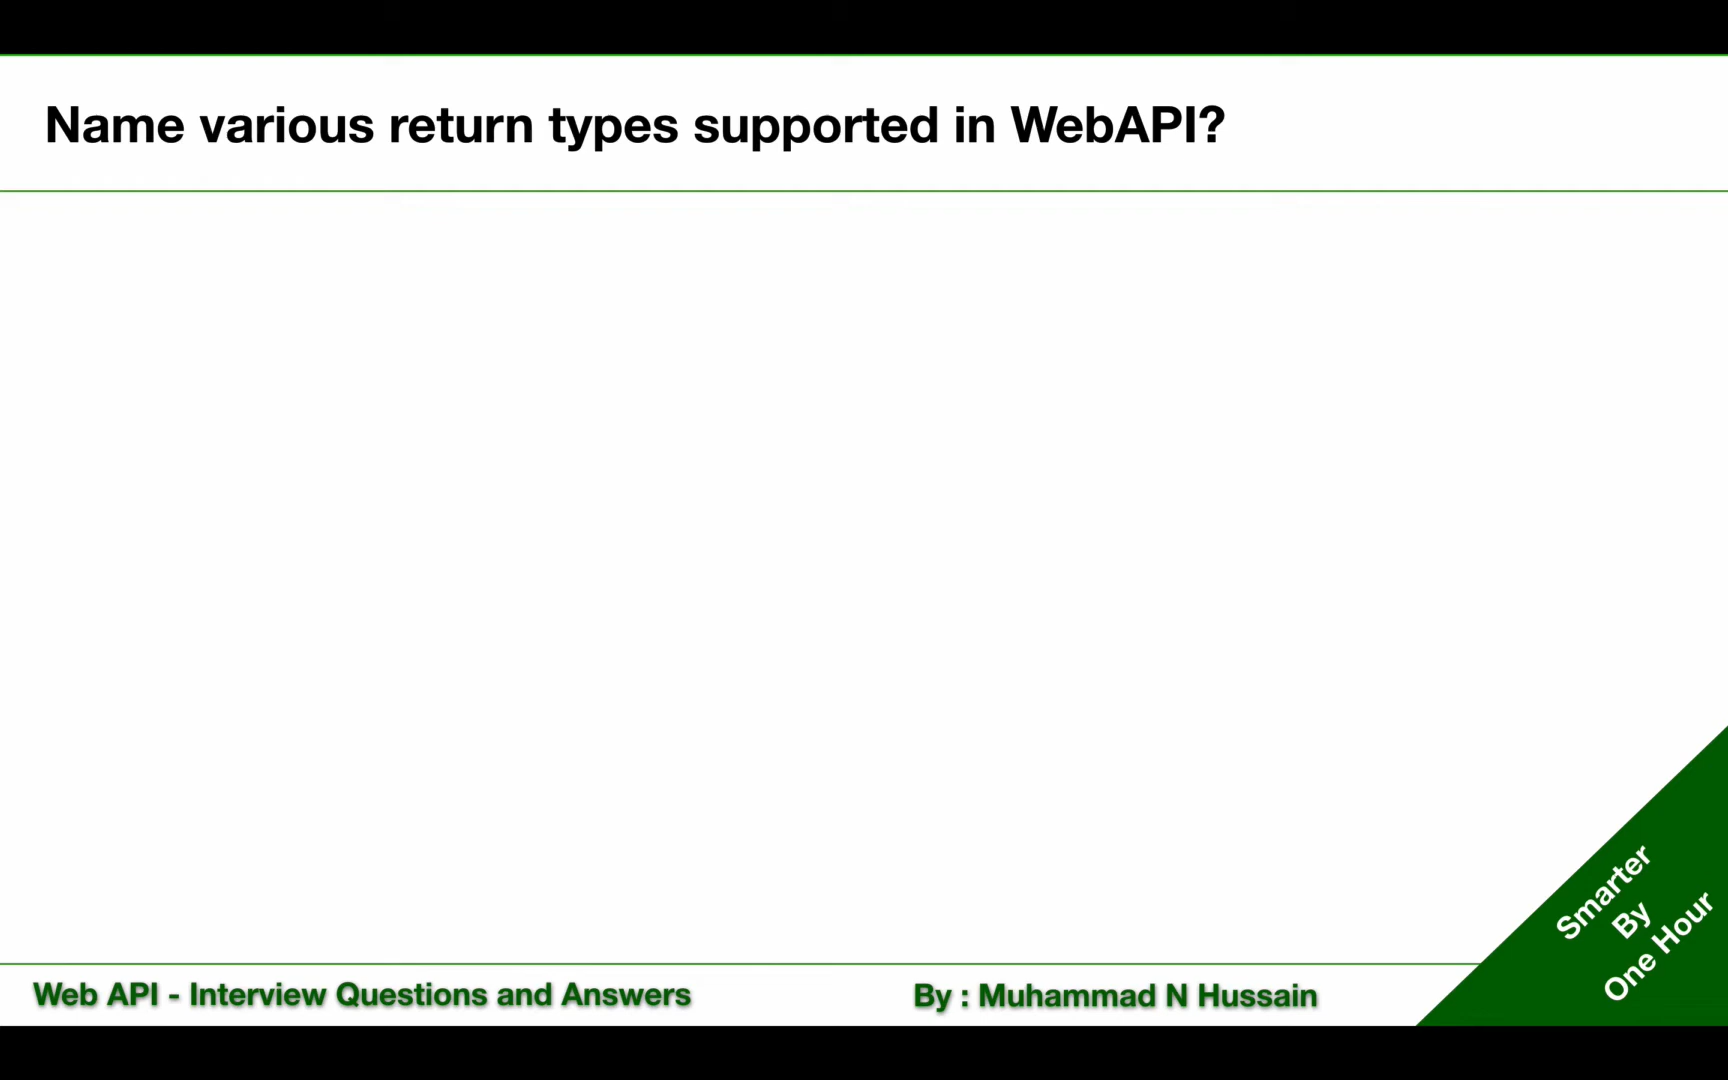 Name various return types supported in WebAPI?
Smarter
By
One Hour
Web API - Interview Questions and Answers
By : Muhammad N Hussain